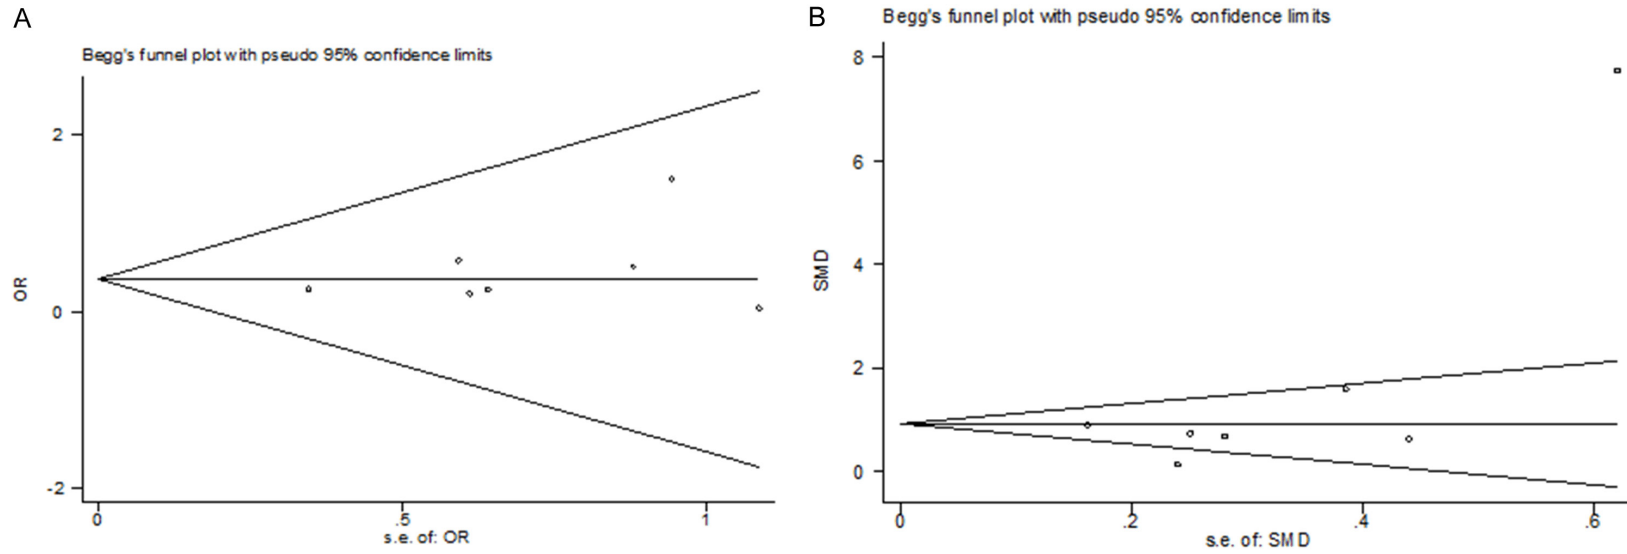 A
Begg's funnel plot with pseudo 95% confidence limits
2
0
-2
OR
0
.5
1
s.e. of: OR
B
Begg's funnel plot with pseudo 95% confidence limits
8
6
4
2
0
SMD
0
.2
.4
.6
s.e. of: SMD